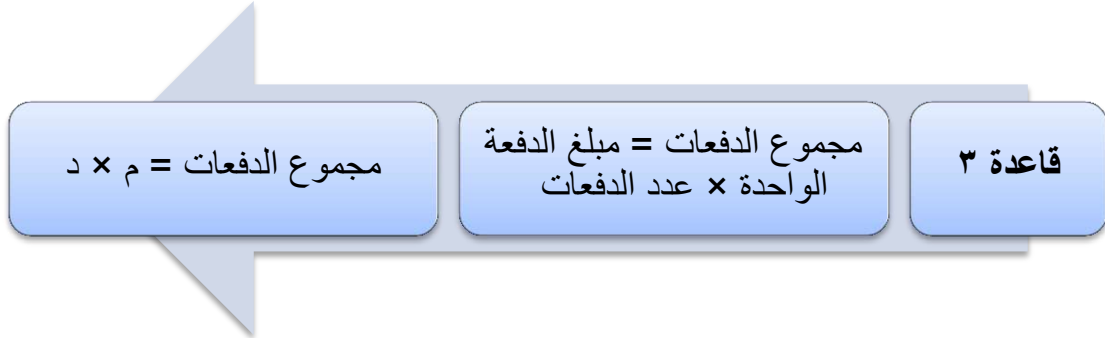 قاعدة ٣
مجموع الدفعات = مبلغ الدفعة
الواحدة × عدد الدفعات
مجموع الدفعات = م × د